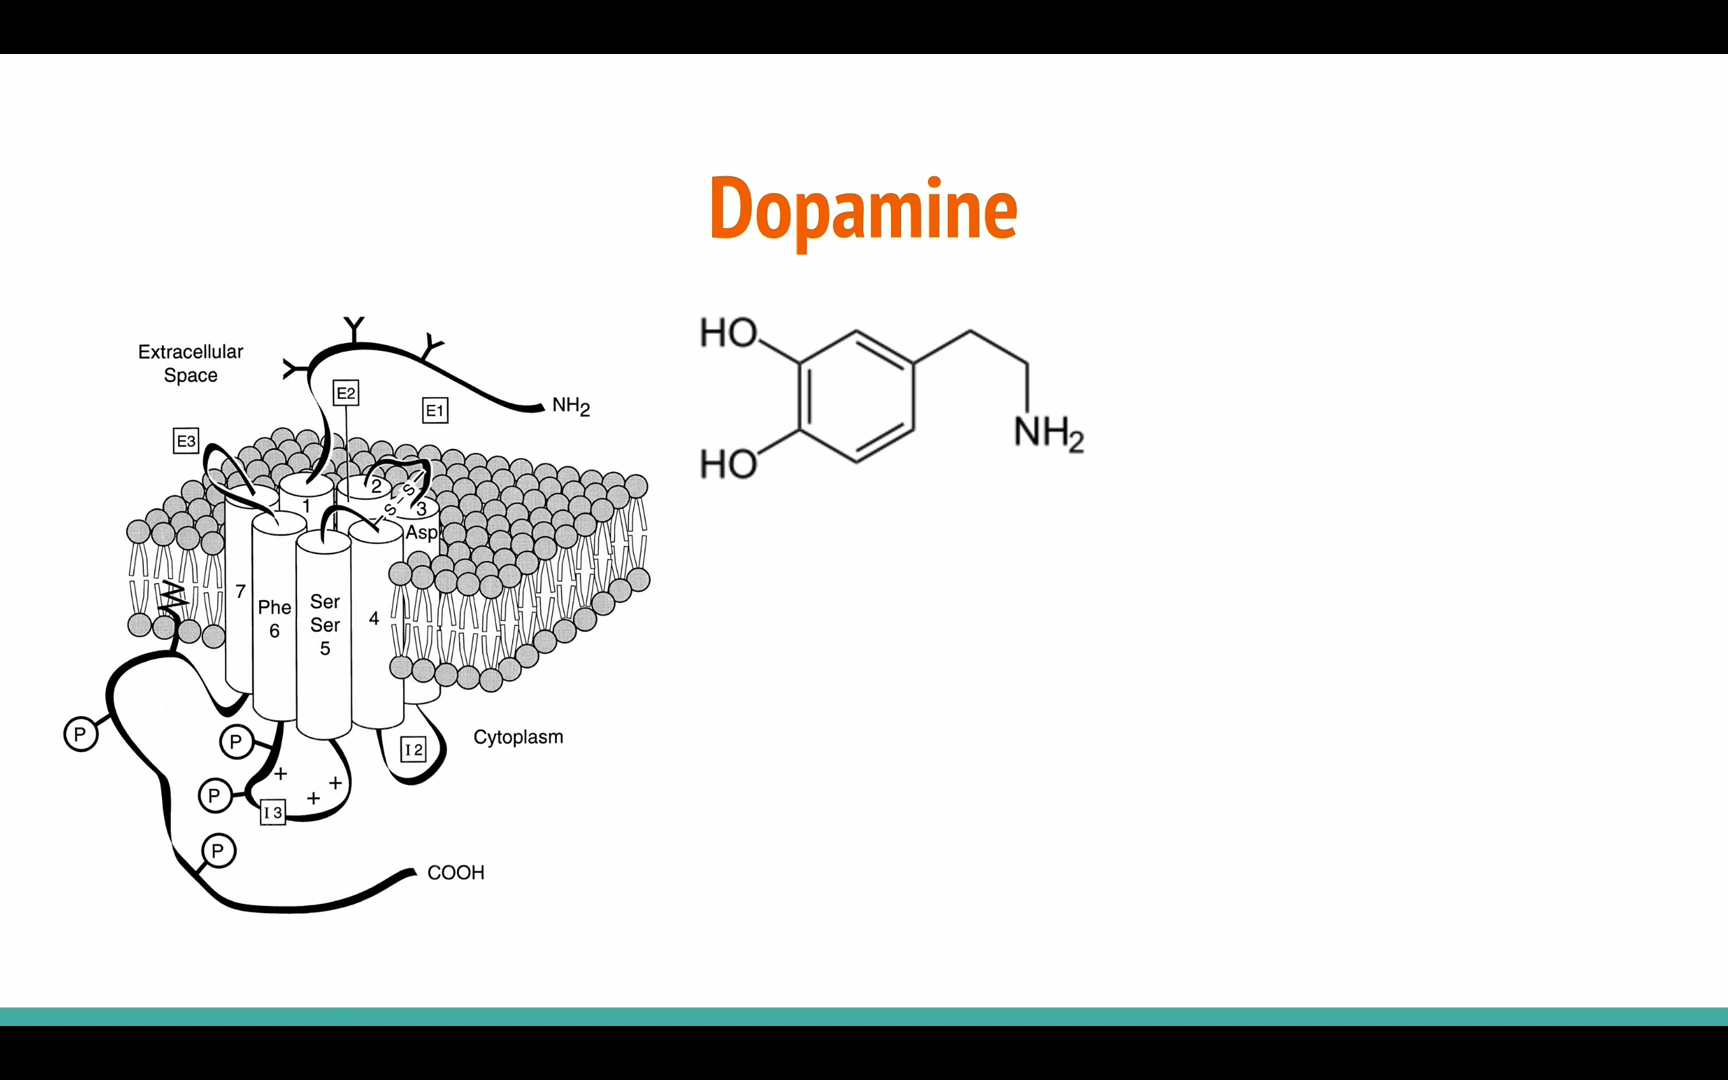 Dopamine
Extracellular
Space
E2
E1
NH2
E3
1
2
S-S
3
Asp
7
Phe
6
Ser
Ser
5
4
P
P
P
P
+
+
+
I 3
I 2
Cytoplasm
COOH
HO
HO
NH2